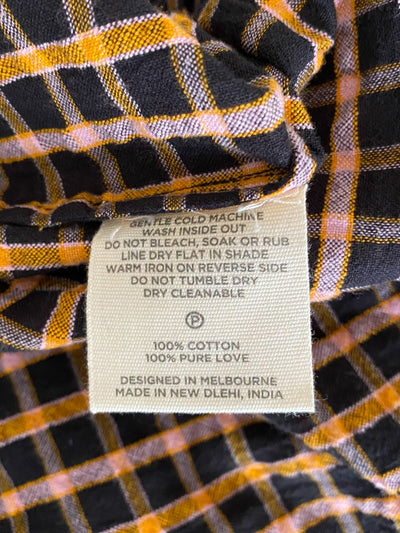 GENTLE COLD MACHINE
WASH INSIDE OUT
DO NOT BLEACH, SOAK OR RUB
LINE DRY FLAT IN SHADE
WARM IRON ON REVERSE SIDE
DO NOT TUMBLE DRY
DRY CLEANABLE
P
100% COTTON
100% PURE LOVE
DESIGNED IN MELBOURNE
MADE IN NEW DLEHI, INDIA